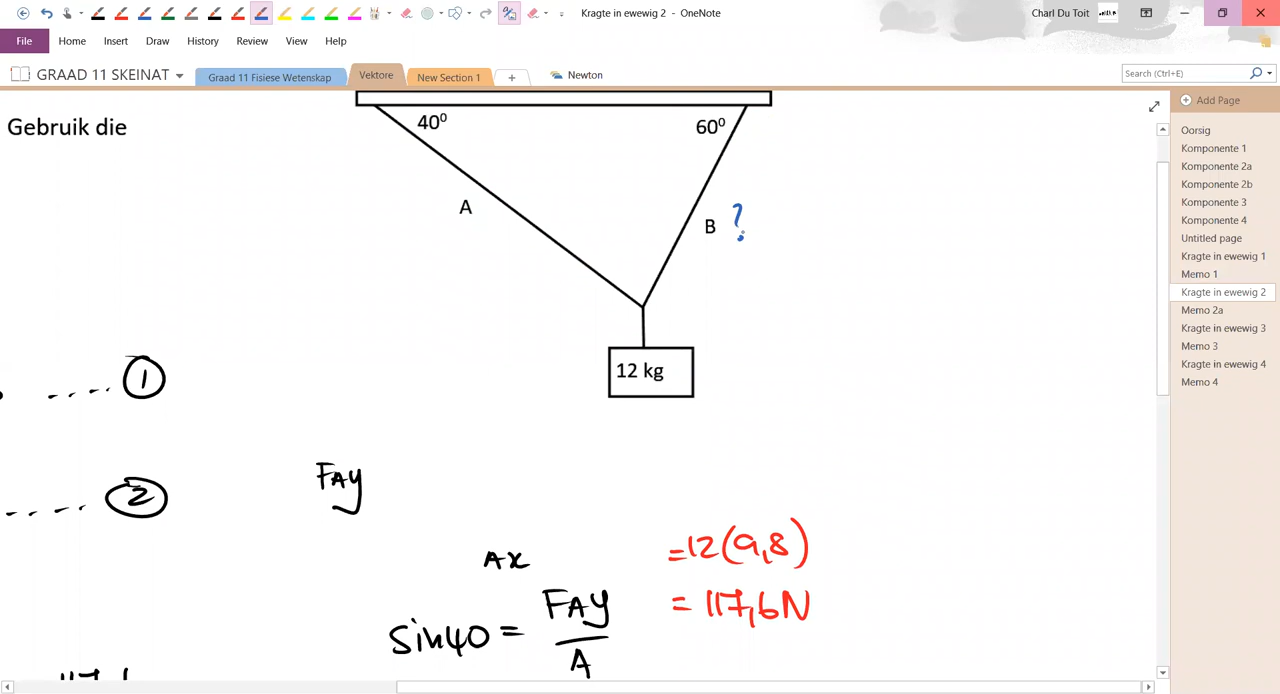 Kragte in ewewig 2 - OneNote
Charl Du Toit
File Home Insert Draw History Review View Help
GRAAD 11 SKEINAT
Graad 11 Fisiese Wetenskap
Vektore
New Section 1
+
Newton
Search (Ctrl+E)
Add Page
Oorsig
Komponente 1
Komponente 2a
Komponente 2b
Komponente 3
Komponente 4
Untitled page
Kragte in ewewig 1
Memo 1
Kragte in ewewig 2
Memo 2a
Kragte in ewewig 3
Memo 3
Kragte in ewewig 4
Memo 4
Gebruik die
40⁰
60⁰
A
B ?
12 kg
..... ①
.... ②
FAy
Ax
=12(9,8)
= 117,6N
sin40 = FAy
A